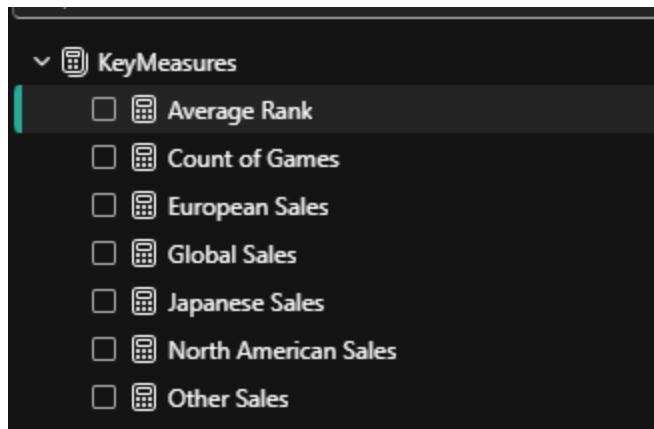 KeyMeasures
Average Rank
Count of Games
European Sales
Global Sales
Japanese Sales
North American Sales
Other Sales